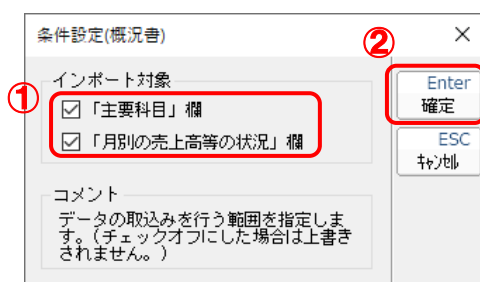 条件設定(概況書)
②
×
インポート対象
①
「主要科目」欄
「月別の売上高等の状況」欄
Enter
確定
ESC
ｷｬﾝｾﾙ
コメント
データの取込みを行う範囲を指定しま
す。(チェックオフにした場合は上書き
されません。)